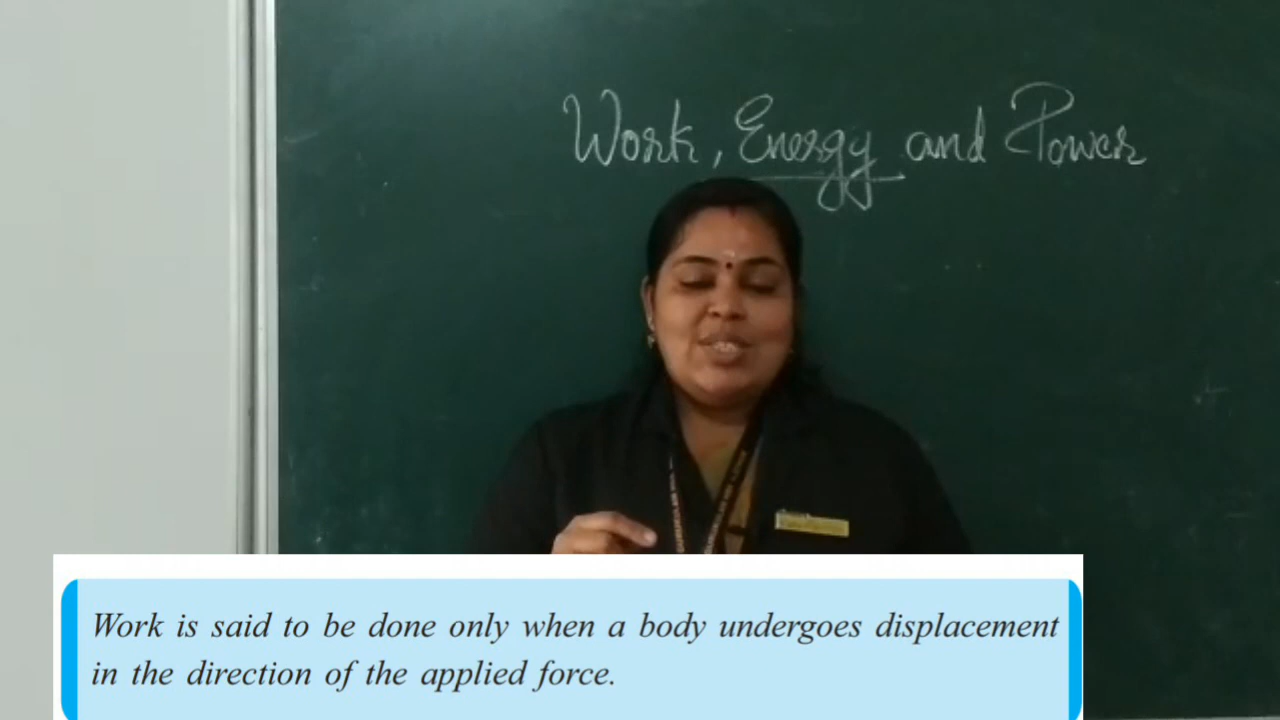 Work, Energy and Power
Work is said to be done only when a body undergoes displacement
in the direction of the applied force.